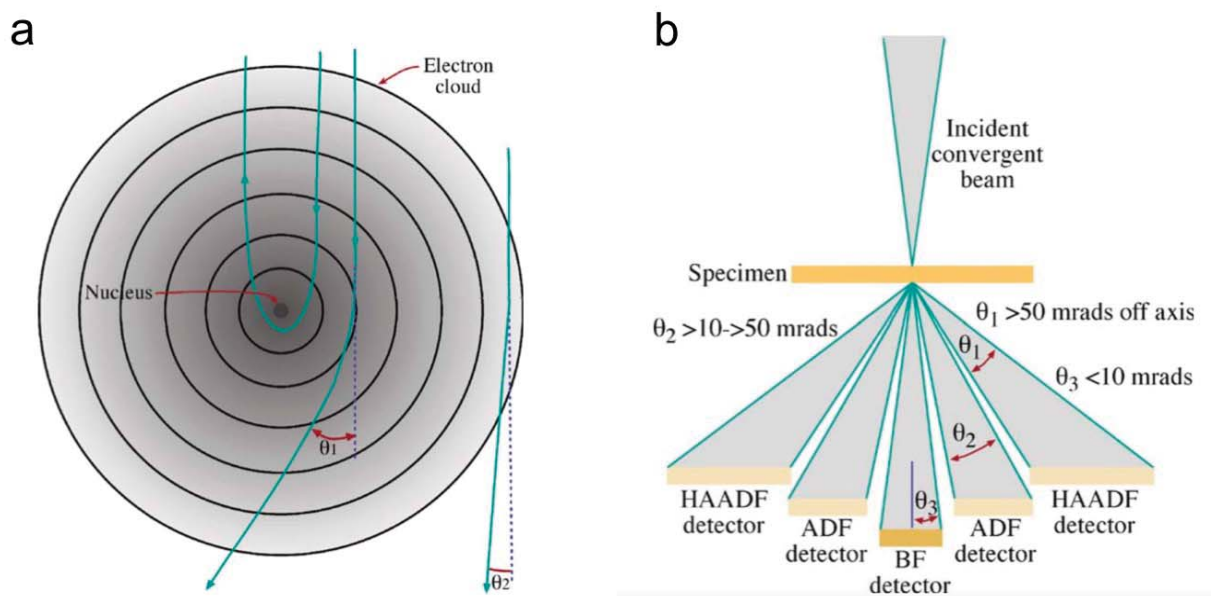 a
Electron
cloud
Nucleus
θ1
θ2
b
Incident
convergent
beam
Specimen
θ2 >10->50 mrads
θ1 >50 mrads off axis
θ1
θ3 <10 mrads
θ2
θ3
HAADF
detector
ADF
detector
BF
detector
ADF
detector
HAADF
detector